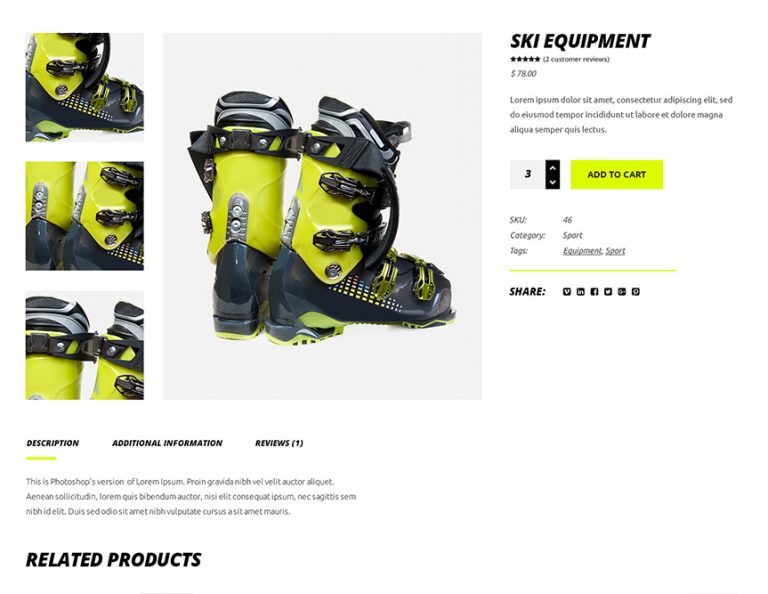 SKI EQUIPMENT
(2 customer reviews)
$ 78.00
Lorem ipsum dolor sit amet, consectetur adipiscing elit, sed
do eiusmod tempor incididunt ut labore et dolore magna
aliqua semper quis lectus.
3
ADD TO CART
SKU: 46
Category: Sport
Tags: Equipment, Sport
SHARE:
DESCRIPTION
ADDITIONAL INFORMATION
REVIEWS (1)
This is Photoshop's version of Lorem Ipsum. Proin gravida nibh vel velit auctor aliquet.
Aenean sollicitudin, lorem quis bibendum auctor, nisi elit consequat ipsum, nec sagittis sem
nibh id elit. Duis sed odio sit amet nibh vulputate cursus a sit amet mauris.
RELATED PRODUCTS